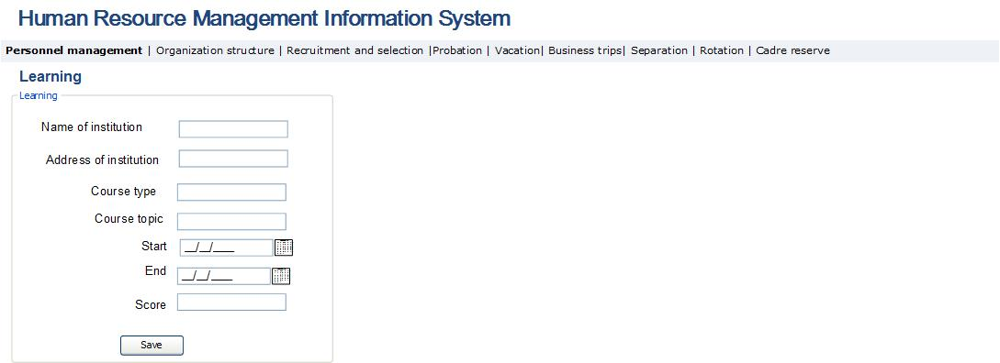 Human Resource Management Information System
Personnel management | Organization structure | Recruitment and selection |Probation | Vacation| Business trips| Separation | Rotation | Cadre reserve
Learning
Learning
Name of institution
Address of institution
Course type
Course topic
Start __/__/____
End __/__/____
Score
Save